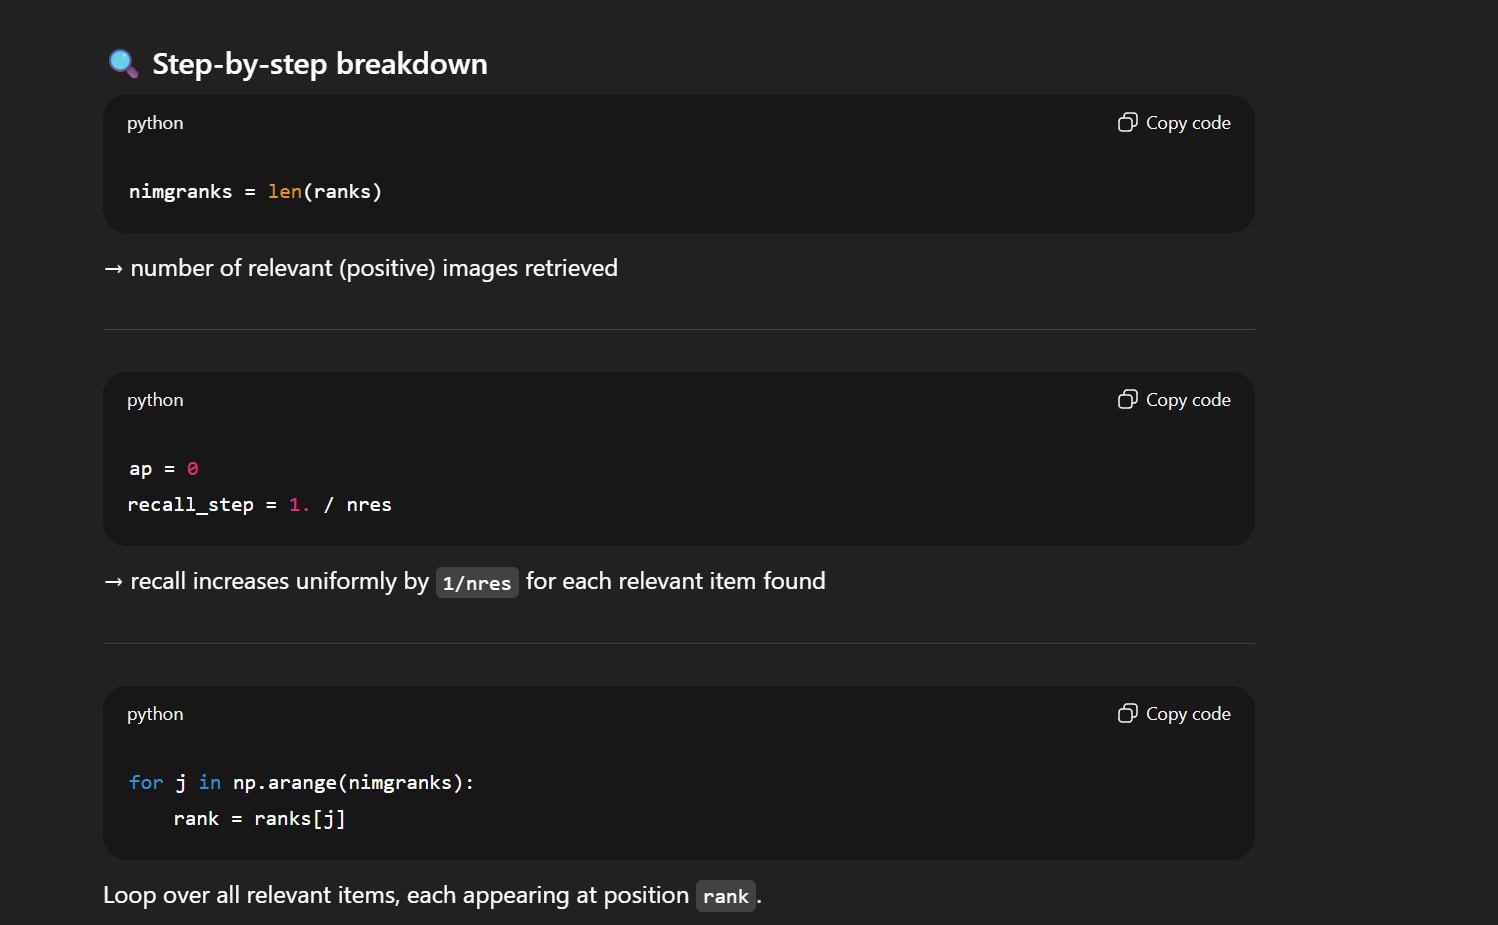 🔍 Step-by-step breakdown
python
Copy code
nimgranks = len(ranks)
→ number of relevant (positive) images retrieved
python
Copy code
ap = 0
recall_step = 1. / nres
→ recall increases uniformly by 1/nres for each relevant item found
python
Copy code
for j in np.arange(nimgranks):
    rank = ranks[j]
Loop over all relevant items, each appearing at position rank.